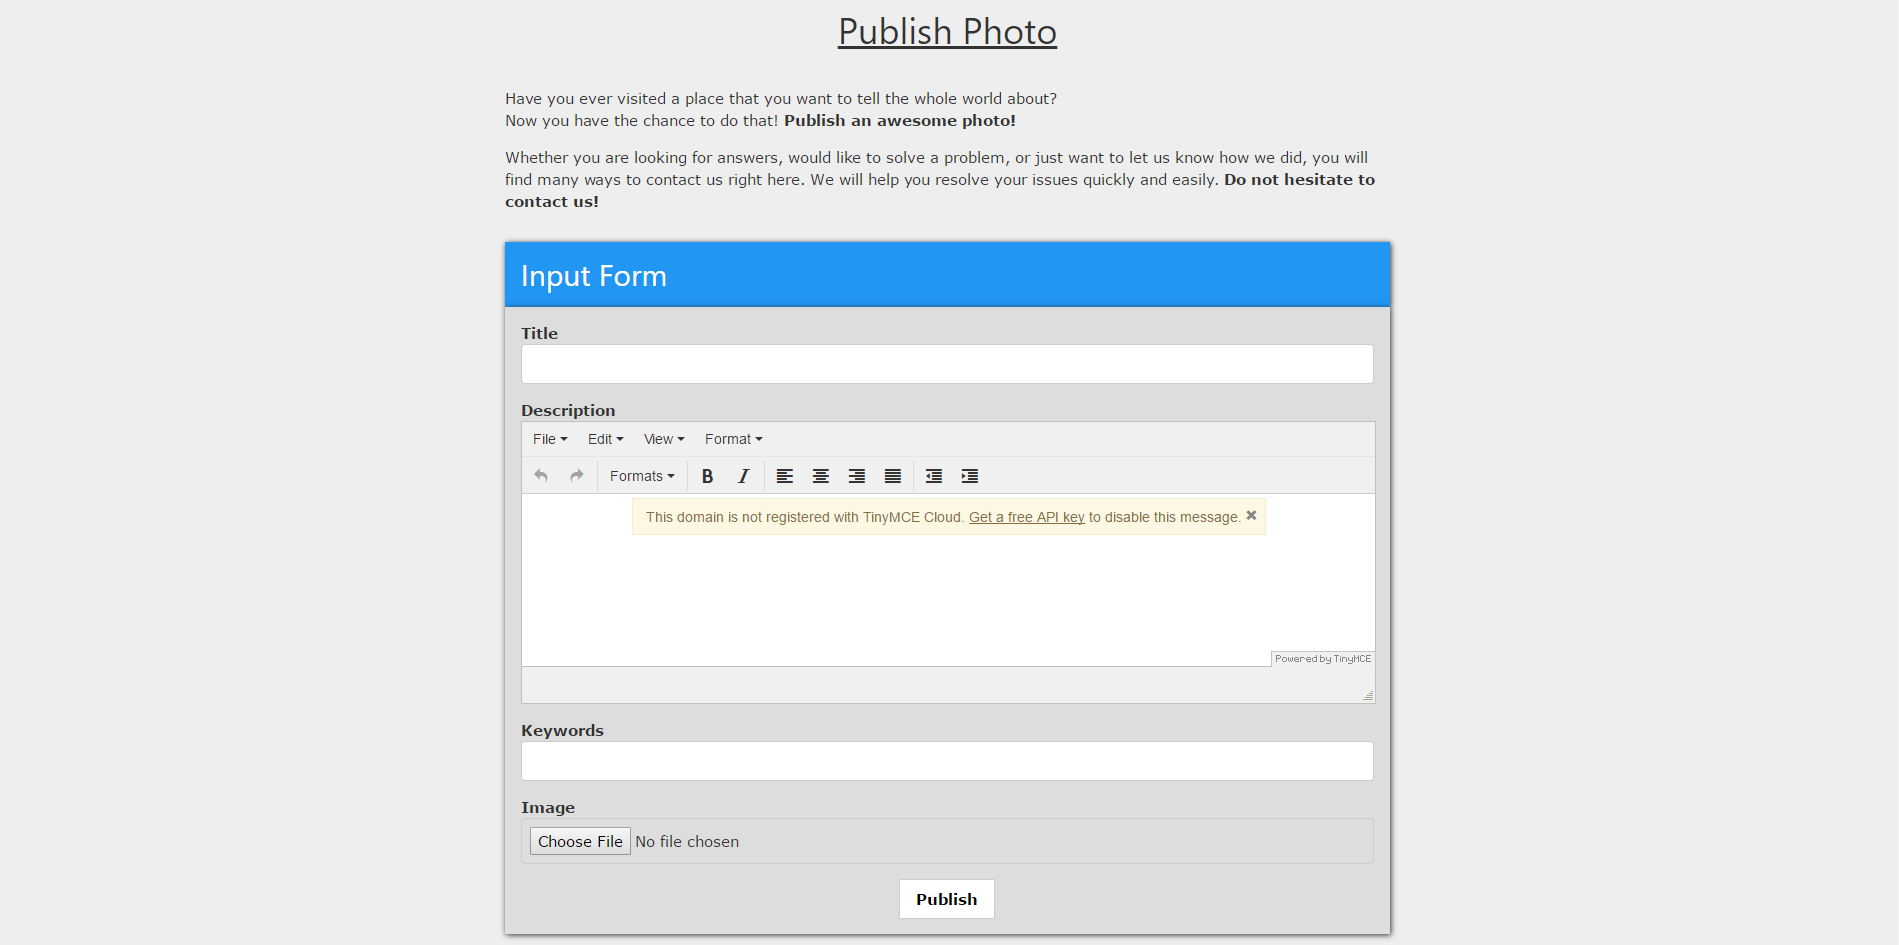 Publish Photo
Have you ever visited a place that you want to tell the whole world about?
Now you have the chance to do that! Publish an awesome photo!
Whether you are looking for answers, would like to solve a problem, or just want to let us know how we did, you will
find many ways to contact us right here. We will help you resolve your issues quickly and easily. Do not hesitate to
contact us!
Input Form
Title
Description
File Edit View Format
Formats B I
This domain is not registered with TinyMCE Cloud. Get a free API key to disable this message.
Powered by TinyMCE
Keywords
Image
Choose File No file chosen
Publish